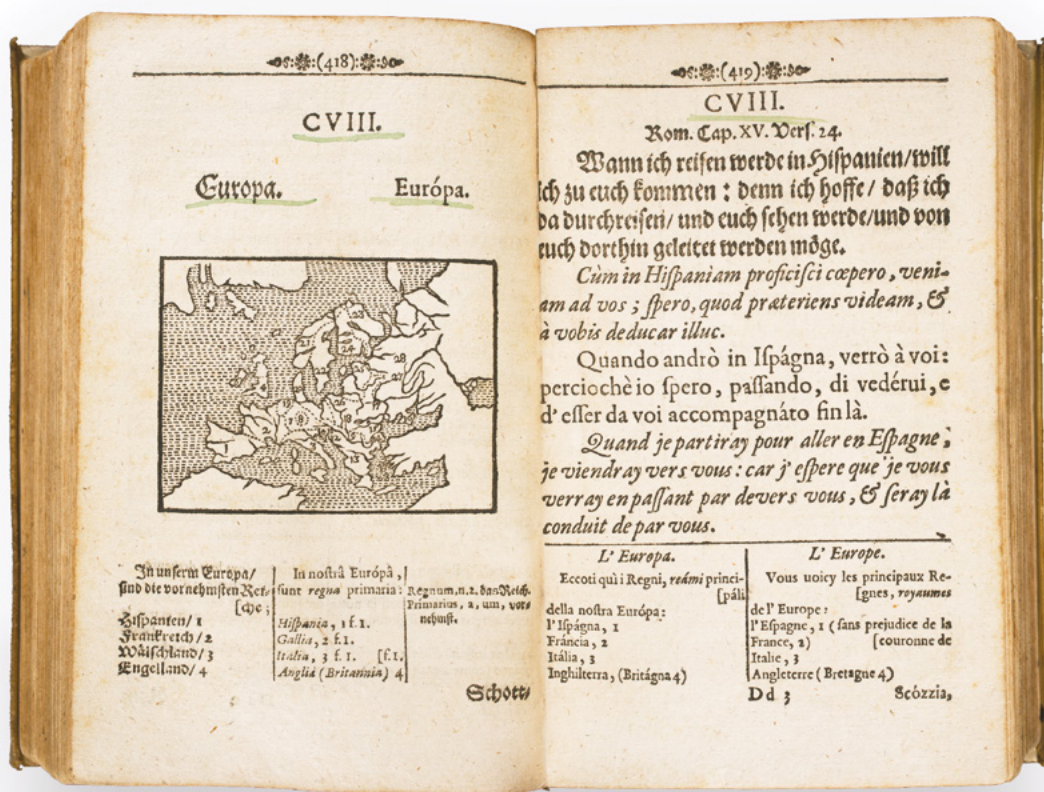 (418)
CVIII.
Europa. Európa.
In unserm Europa/
sind die vornehmsten Rei-
[che;
Hispanien/ 1
Franckreich/ 2
Wälschland/ 3
Engelland/ 4
In nostrâ Európâ,
sunt regna primaria:
Hispania, 1 f. 1.
Gallia, 2 f. 1.
Italia, 3 f. 1. [f. 1.
Anglia (Britannia) 4
Regnum, n. 2. das Reich.
Primarius, a, um, vor-
nehmst.
Schott-
(419)
CVIII.
Rom. Cap. XV. Vers. 24.
Wann ich reisen werde in Hispanien/ will
ich zu euch kommen: denn ich hoffe/ daß ich
da durchreisen/ und euch sehen werde/ und von
euch dorthin geleitet werden möge.
Cùm in Hiſpaniam proficiſci cœpero, veni-
am ad vos; ſpero, quod præteriens videam, &
à vobis deducar illuc.
Quando andrò in Iſpágna, verrò à voi:
perciochè io ſpero, paſſando, di vedérui, e
d' eſſer da voi accompagnáto fin là.
Quand je partiray pour aller en Eſpagne,
je viendray vers vous: car j' eſpere que je vous
verray en paſſant par devers vous, & ſeray là
conduit de par vous.
L' Europa.
Eccoti quì i Regni, reámi princi-
[páli
della noſtra Európa:
l' Iſpágna, 1
Fráncia, 2
Itália, 3
Inghilterra, (Britágna 4)
L' Europe.
Vous uoicy les principaux Re-
[gnes, royaumes
de l' Europe:
l' Eſpagne, 1 (ſans prejudice de la
France, 2) [couronne de
Italie, 3
Angleterre (Bretagne 4)
Dd 3 Scózzia,